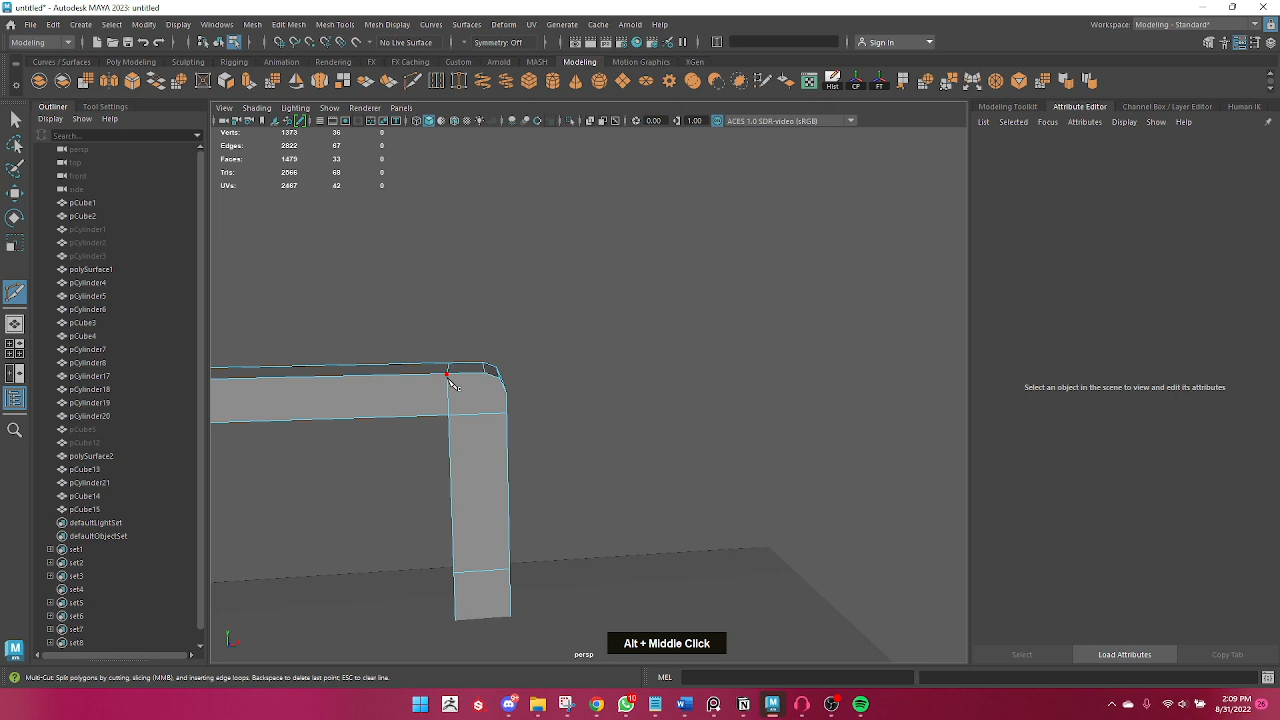 untitled* - Autodesk MAYA 2023: untitled
File Edit Create Select Modify Display Windows Mesh Edit Mesh Mesh Tools Mesh Display Curves Surfaces Deform UV Generate Cache Arnold Help
Workspace: Modeling - Standard*
Modeling
No Live Surface
Symmetry: Off
Sign In
Curves / Surfaces Poly Modeling Sculpting Rigging Animation Rendering FX FX Caching Custom Arnold MASH Modeling Motion Graphics XGen
Hist CP FT
Outliner Tool Settings
Display Show Help
Search...
persp
top
front
side
pCube1
pCube2
pCylinder1
pCylinder2
pCylinder3
polySurface1
pCylinder4
pCylinder5
pCylinder6
pCube3
pCube4
pCylinder7
pCylinder8
pCylinder17
pCylinder18
pCylinder19
pCylinder20
pCube5
pCube12
polySurface2
pCube13
pCylinder21
pCube14
pCube15
defaultLightSet
defaultObjectSet
set1
set2
set3
set4
set5
set6
set7
set8
View Shading Lighting Show Renderer Panels
0.00 1.00 ACES 1.0 SDR-video (sRGB)
Verts: 1373 36 0
Edges: 2822 67 0
Faces: 1479 33 0
Tris: 2566 68 0
UVs: 2467 42 0
Alt + Middle Click
persp
Modeling Toolkit Attribute Editor Channel Box / Layer Editor Human IK
List Selected Focus Attributes Display Show Help
Select an object in the scene to view and edit its attributes
Select Load Attributes Copy Tab
Multi-Cut Split polygons by cutting, slicing (MMB), and inserting edge loops. Backspace to delete last point; ESC to clear line.
MEL
2:09 PM
8/31/2022